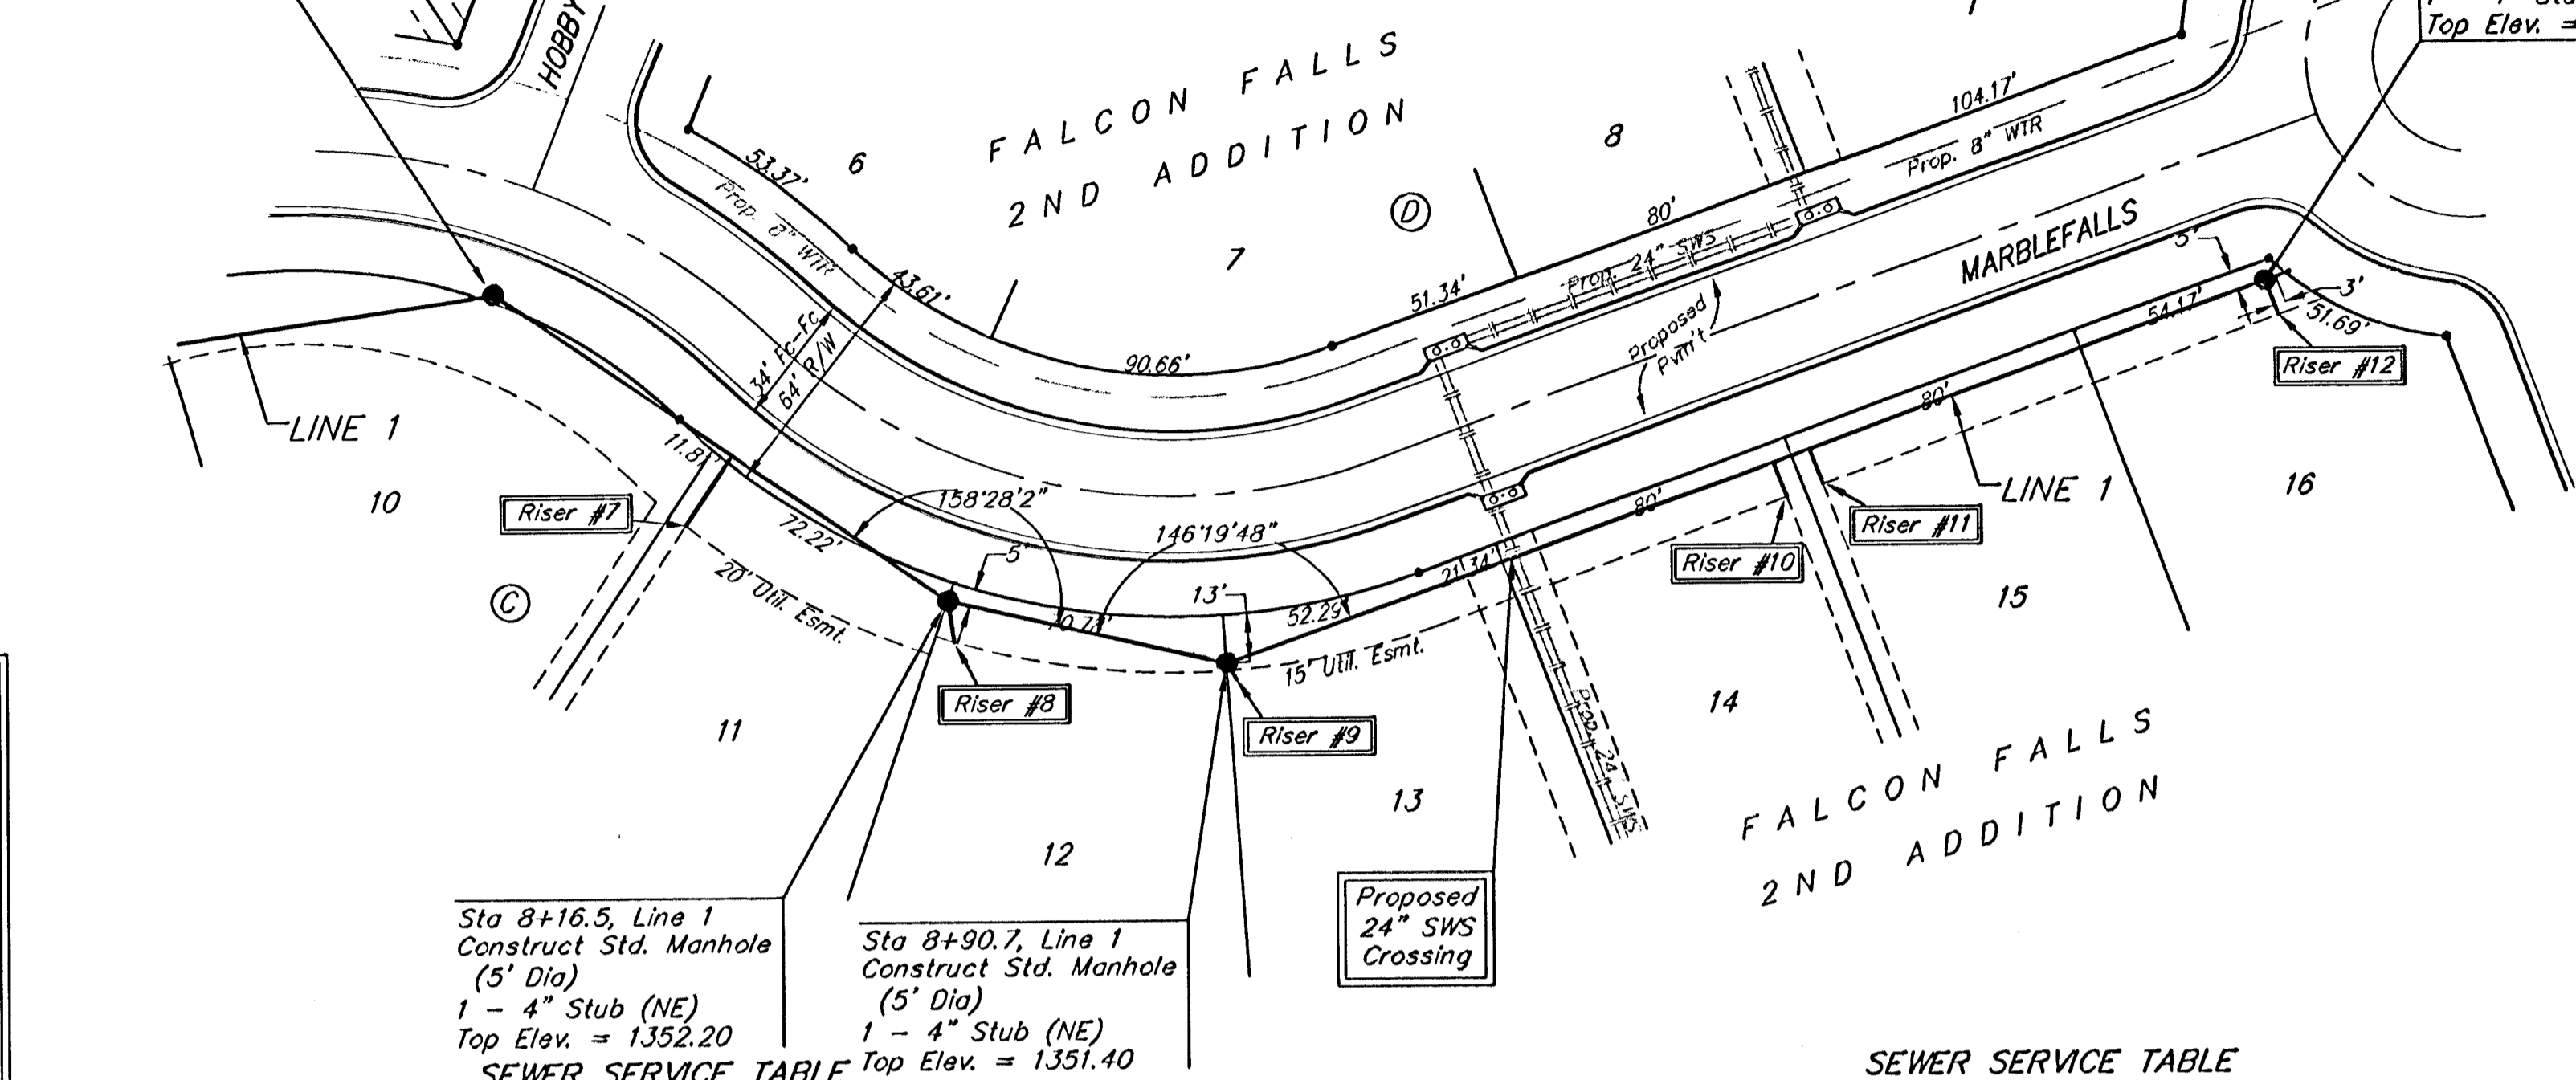 HOBBY
Top Elev. =
FALCON FALLS
2ND ADDITION
6
7
8
D
53.37'
43.61'
90.66'
51.34'
80'
104.17'
Prop. 8" WTR
Prop. 8" WTR
Prop. 24" SWS
Proposed
Pvm't
MARBLEFALLS
34' Fc-Fc
64' R/W
5'
3'
54.17'
51.69'
Riser #12
LINE 1
10
11.81'
Riser #7
72.22'
158°28'2"
146°19'48"
5'
13'
70.78'
52.29'
21.34'
80'
80'
LINE 1
16
Riser #11
Riser #10
15
C
20' Util. Esmt.
15' Util. Esmt.
Riser #8
Riser #9
14
11
12
13
Prop. 24" SWS
FALCON FALLS
2ND ADDITION
Proposed
24" SWS
Crossing
Sta 8+16.5, Line 1
Construct Std. Manhole
(5' Dia)
1 - 4" Stub (NE)
Top Elev. = 1352.20
Sta 8+90.7, Line 1
Construct Std. Manhole
(5' Dia)
1 - 4" Stub (NE)
Top Elev. = 1351.40
SEWER SERVICE TABLE
SEWER SERVICE TABLE